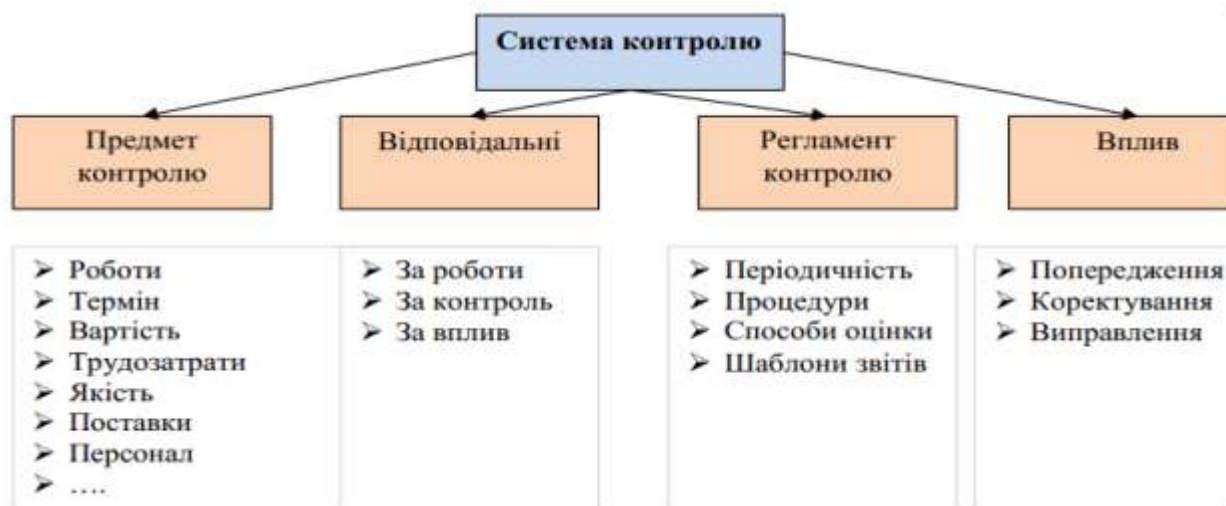 Система контролю
Предмет
контролю
Відповідальні
Регламент
контролю
Вплив
➢ Роботи
➢ Термін
➢ Вартість
➢ Трудозатрати
➢ Якість
➢ Поставки
➢ Персонал
➢ ….
➢ За роботи
➢ За контроль
➢ За вплив
➢ Періодичність
➢ Процедури
➢ Способи оцінки
➢ Шаблони звітів
➢ Попередження
➢ Коректування
➢ Виправлення